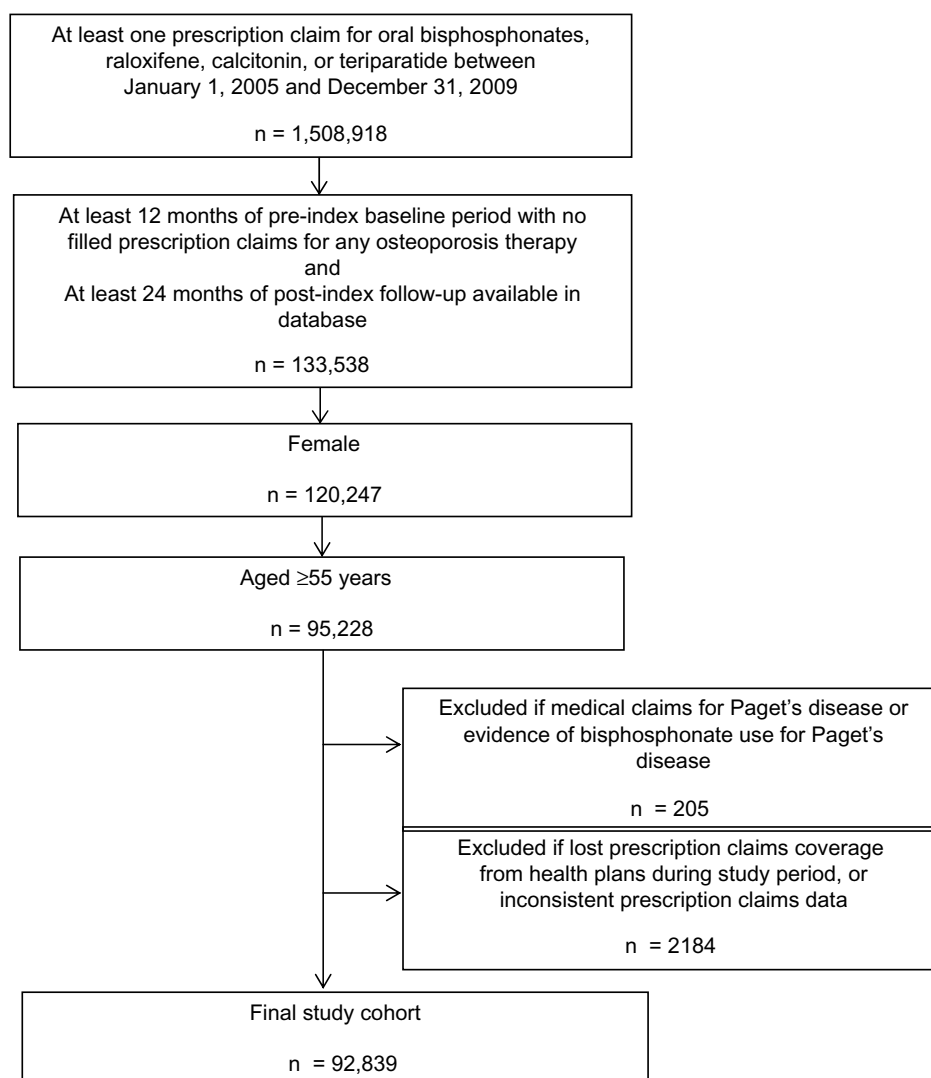 At least one prescription claim for oral bisphosphonates,
raloxifene, calcitonin, or teriparatide between
January 1, 2005 and December 31, 2009
n = 1,508,918
At least 12 months of pre-index baseline period with no
filled prescription claims for any osteoporosis therapy
and
At least 24 months of post-index follow-up available in
database
n = 133,538
Female
n = 120,247
Aged ≥55 years
n = 95,228
Excluded if medical claims for Paget’s disease or
evidence of bisphosphonate use for Paget’s
disease
n = 205
Excluded if lost prescription claims coverage
from health plans during study period, or
inconsistent prescription claims data
n = 2184
Final study cohort
n = 92,839